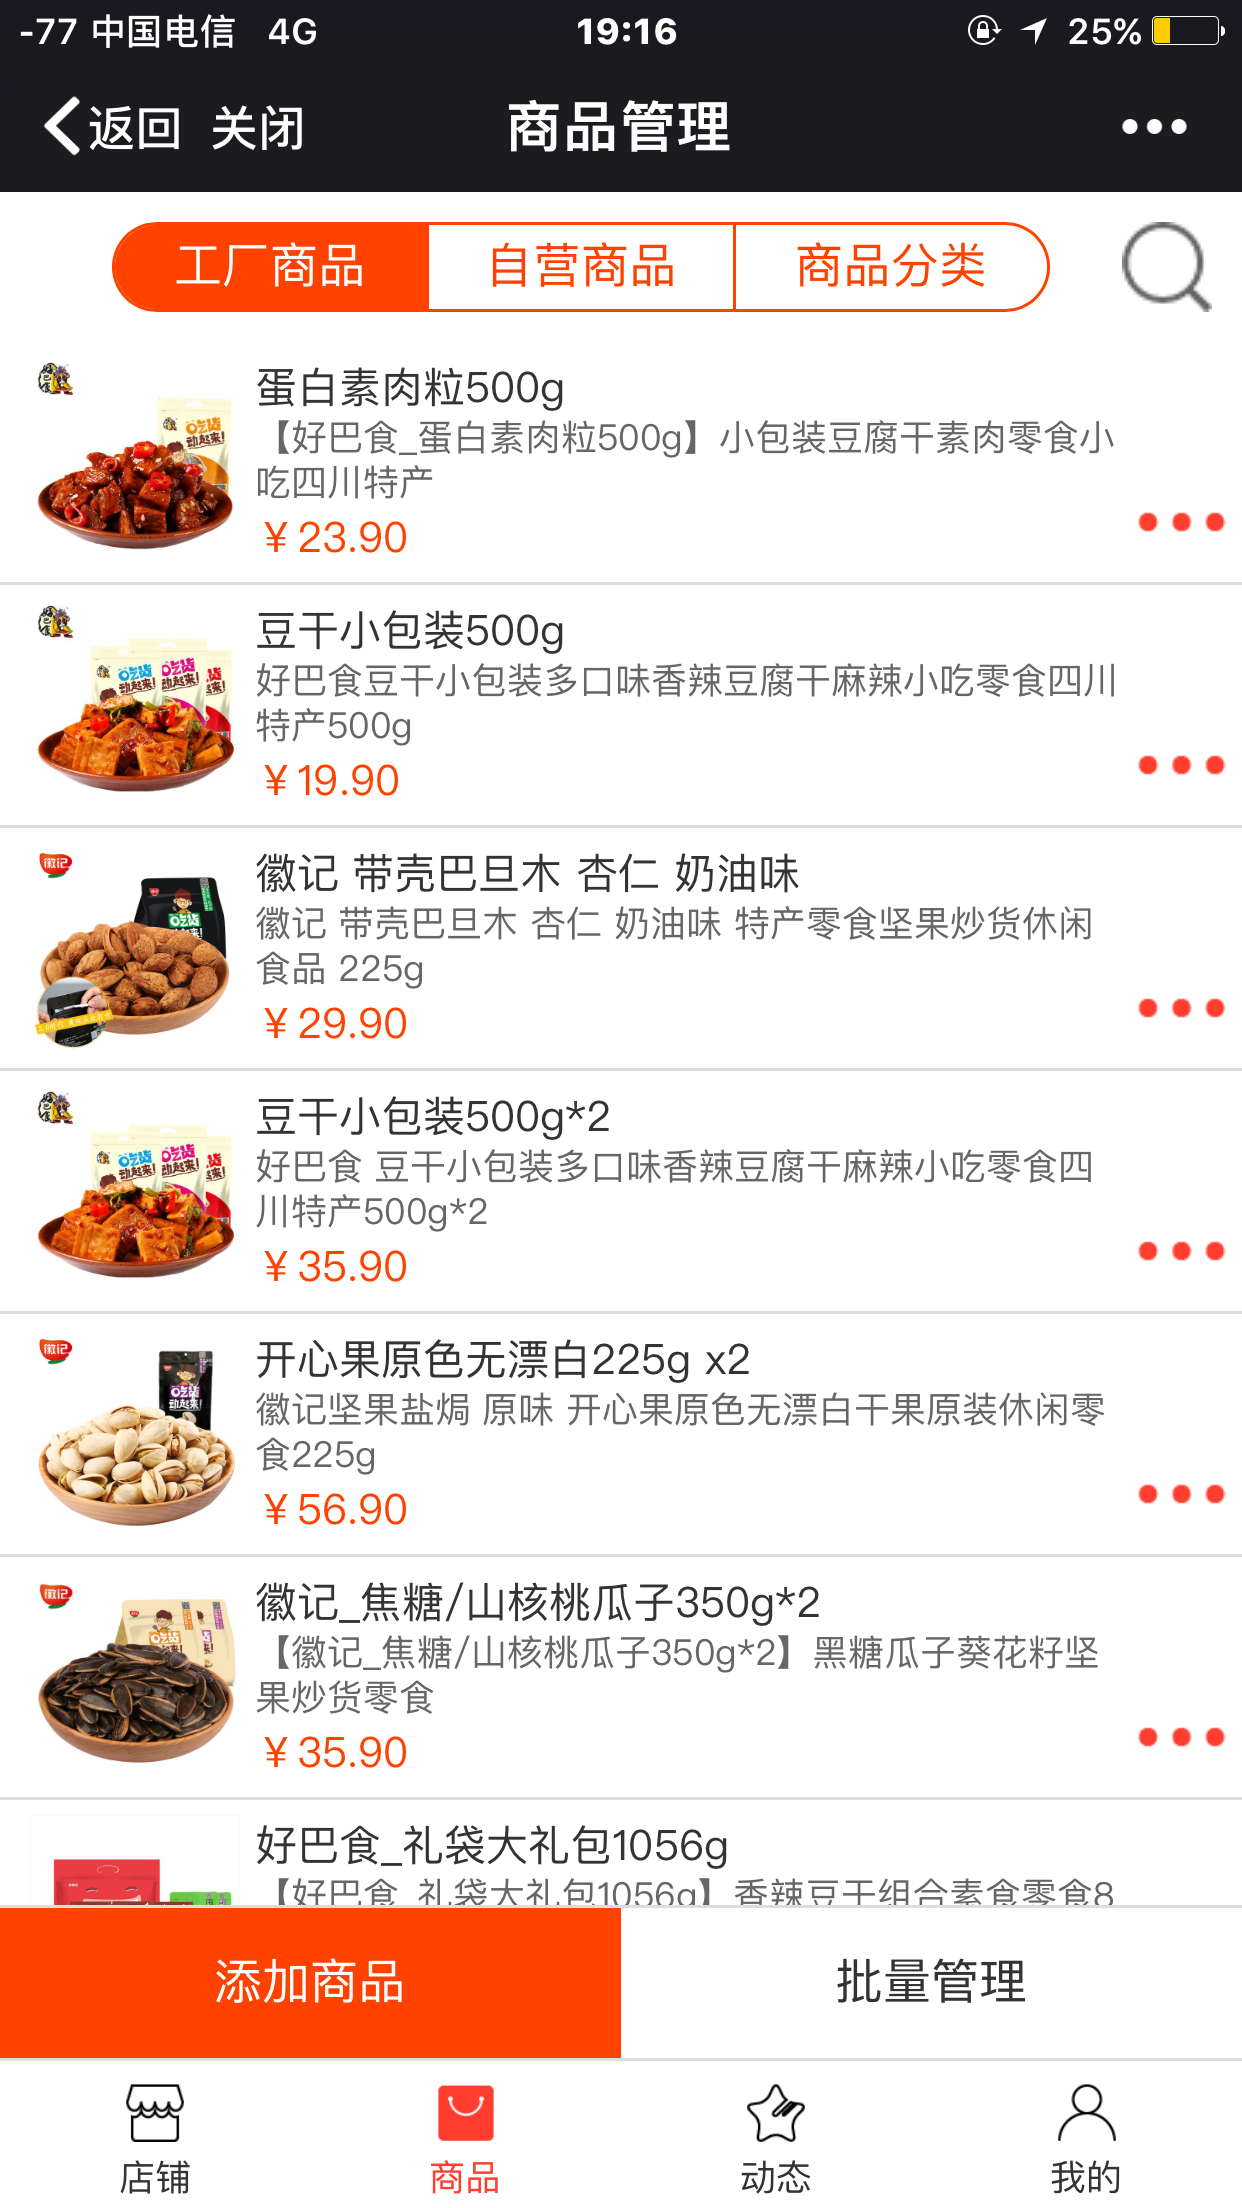 -77 中国电信 4G 19:16 25%
返回 关闭 商品管理
工厂商品 自营商品 商品分类
蛋白素肉粒500g
【好巴食_蛋白素肉粒500g】小包装豆腐干素肉零食小
吃四川特产
¥23.90
豆干小包装500g
好巴食豆干小包装多口味香辣豆腐干麻辣小吃零食四川
特产500g
¥19.90
徽记 带壳巴旦木 杏仁 奶油味
徽记 带壳巴旦木 杏仁 奶油味 特产零食坚果炒货休闲
食品 225g
¥29.90
豆干小包装500g*2
好巴食 豆干小包装多口味香辣豆腐干麻辣小吃零食四
川特产500g*2
¥35.90
开心果原色无漂白225g x2
徽记坚果盐焗 原味 开心果原色无漂白干果原装休闲零
食225g
¥56.90
徽记_焦糖/山核桃瓜子350g*2
【徽记_焦糖/山核桃瓜子350g*2】黑糖瓜子葵花籽坚
果炒货零食
¥35.90
好巴食_礼袋大礼包1056g
【好巴食_礼袋大礼包1056g】香辣豆干组合素食零食8
添加商品 批量管理
店铺 商品 动态 我的